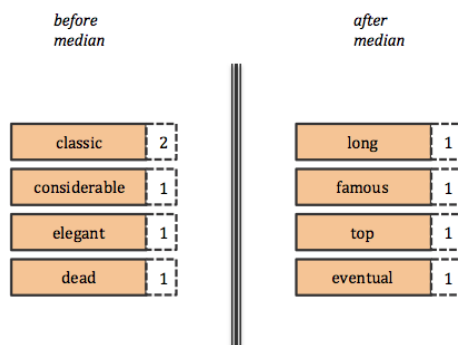 before
median
classic 2
considerable 1
elegant 1
dead 1
after
median
long 1
famous 1
top 1
eventual 1